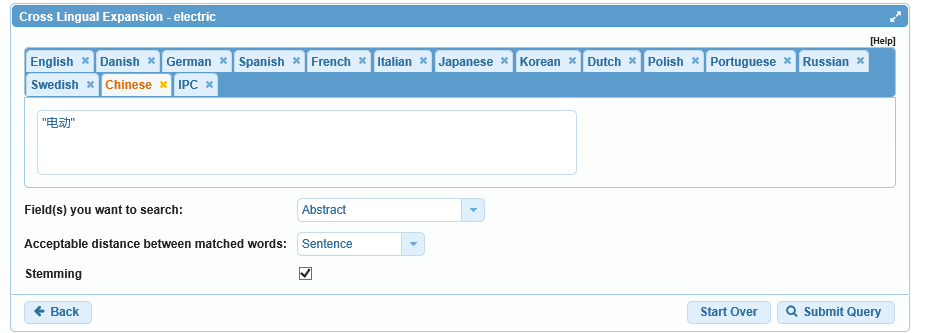 Cross Lingual Expansion - electric
[Help]
English Danish German Spanish French Italian Japanese Korean Dutch Polish Portuguese Russian
Swedish Chinese IPC
"电动"
Field(s) you want to search: Abstract
Acceptable distance between matched words: Sentence
Stemming
Back Start Over Submit Query